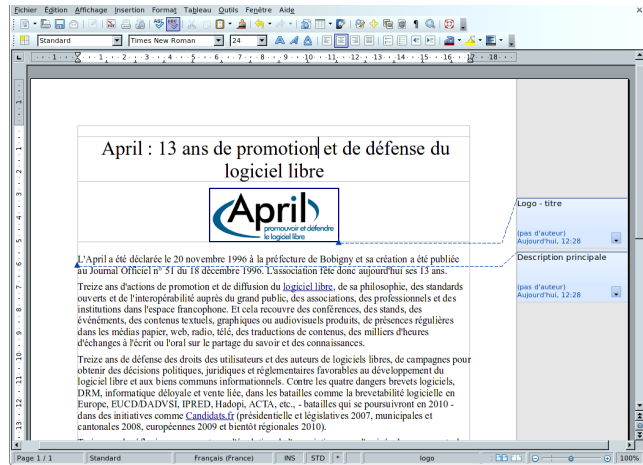 Fichier Édition Affichage Insertion Format Tableau Outils Fenêtre Aide
Standard Times New Roman 24
April : 13 ans de promotion et de défense du
logiciel libre
April
promouvoir et défendre
le logiciel libre
Logo - titre
(pas d'auteur)
Aujourd'hui, 12:28
Description principale
(pas d'auteur)
Aujourd'hui, 12:28
L'April a été déclarée le 20 novembre 1996 à la préfecture de Bobigny et sa création a été publiée
au Journal Officiel n° 51 du 18 décembre 1996. L'association fête donc aujourd'hui ses 13 ans.
Treize ans d'actions de promotion et de diffusion du logiciel libre, de sa philosophie, des standards
ouverts et de l'interopérabilité auprès du grand public, des associations, des professionnels et des
institutions dans l'espace francophone. Et cela recouvre des conférences, des stands, des
événements, des contenus textuels, graphiques ou audiovisuels produits, de présences régulières
dans les médias papier, web, radio, télé, des traductions de contenus, des milliers d'heures
d'échanges à l'écrit ou l'oral sur le partage du savoir et des connaissances.
Treize ans de défense des droits des utilisateurs et des auteurs de logiciels libres, de campagnes pour
obtenir des décisions politiques, juridiques et réglementaires favorables au développement du
logiciel libre et aux biens communs informationnels. Contre les quatre dangers brevets logiciels,
DRM, informatique déloyale et vente liée, dans les batailles comme la brevetabilité logicielle en
Europe, EUCD/DADVSI, IPRED, Hadopi, ACTA, etc., - batailles qui se poursuivront en 2010 -
dans des initiatives comme Candidats.fr (présidentielle et législatives 2007, municipales et
cantonales 2008, européennes 2009 et bientôt régionales 2010).
Page 1 / 1 Standard Français (France) INS STD * logo 100%